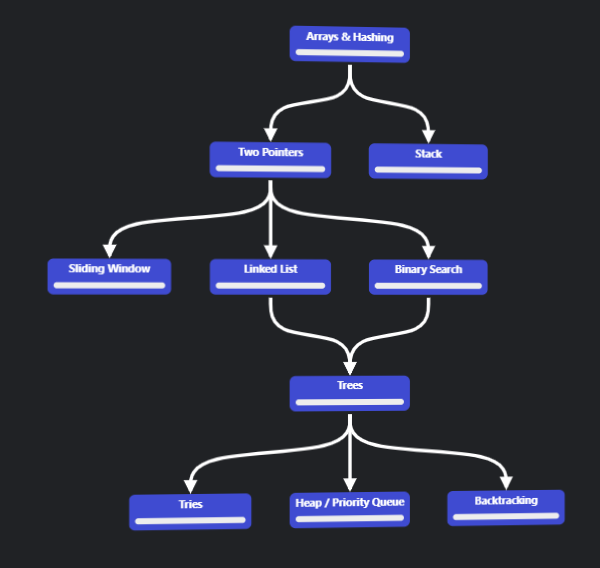 Arrays & Hashing
Two Pointers
Stack
Sliding Window
Linked List
Binary Search
Trees
Tries
Heap / Priority Queue
Backtracking